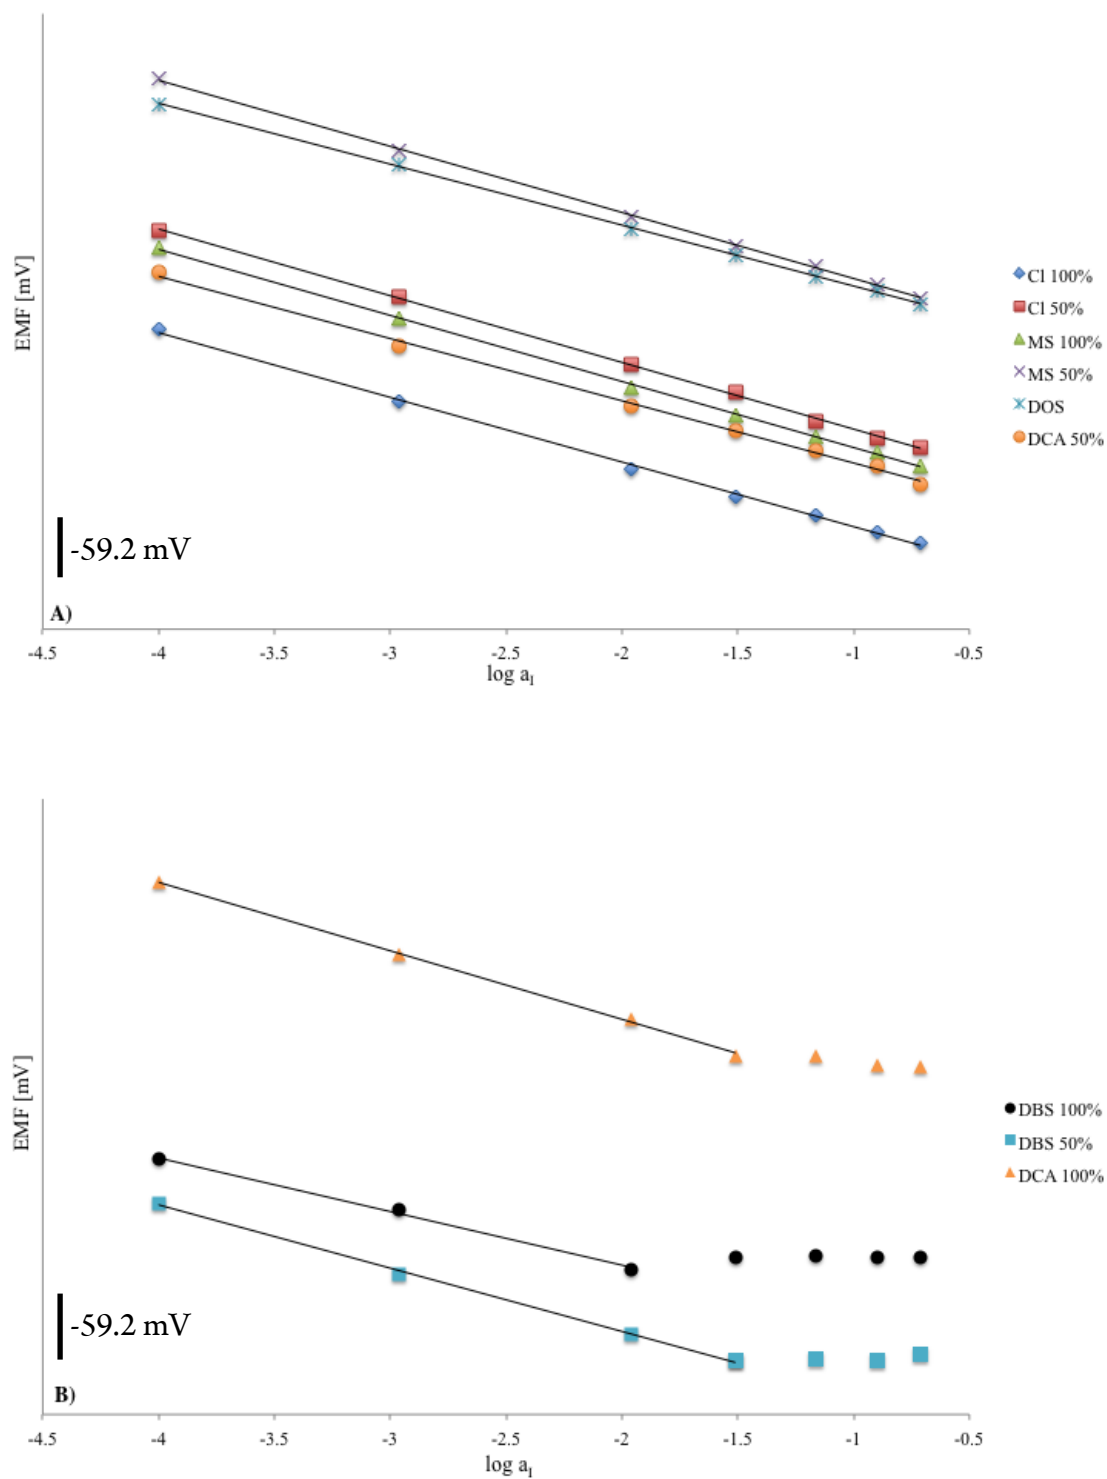 EMF [mV]
Cl 100%
Cl 50%
MS 100%
MS 50%
DOS
DCA 50%
-59.2 mV
A)
-4.5 -4 -3.5 -3 -2.5 -2 -1.5 -1 -0.5
log aI
EMF [mV]
DBS 100%
DBS 50%
DCA 100%
-59.2 mV
B)
-4.5 -4 -3.5 -3 -2.5 -2 -1.5 -1 -0.5
log aI